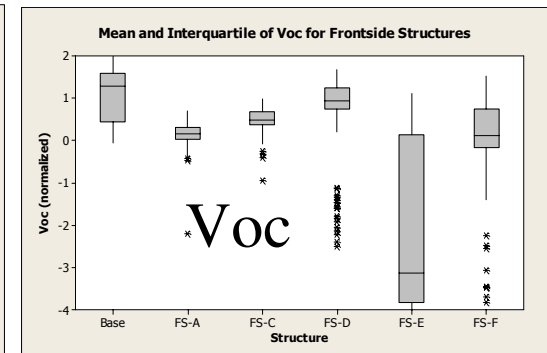 Mean and Interquartile of Voc for Frontside Structures
2
1
0
-1
-2
-3
-4
Voc (normalized)
Voc
Base FS-A FS-C FS-D FS-E FS-F
Structure